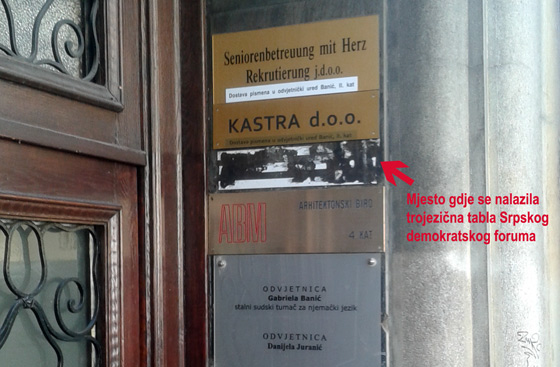 Seniorenbetreuung mit Herz
Rekrutierung j.d.o.o.
Dostava pismena u odvjetnički ured Banić, II. kat
KASTRA d.o.o.
Dostava pismena u odvjetnički ured Banić, II. kat
ABM
ARHITEKTONSKI BIRO
4 KAT
ODVJETNICA
Gabriela Banić
stalni sudski tumač za njemački jezik
ODVJETNICA
Danijela Juranić
Mjesto gdje se nalazila
trojezična tabla Srpskog
demokratskog foruma